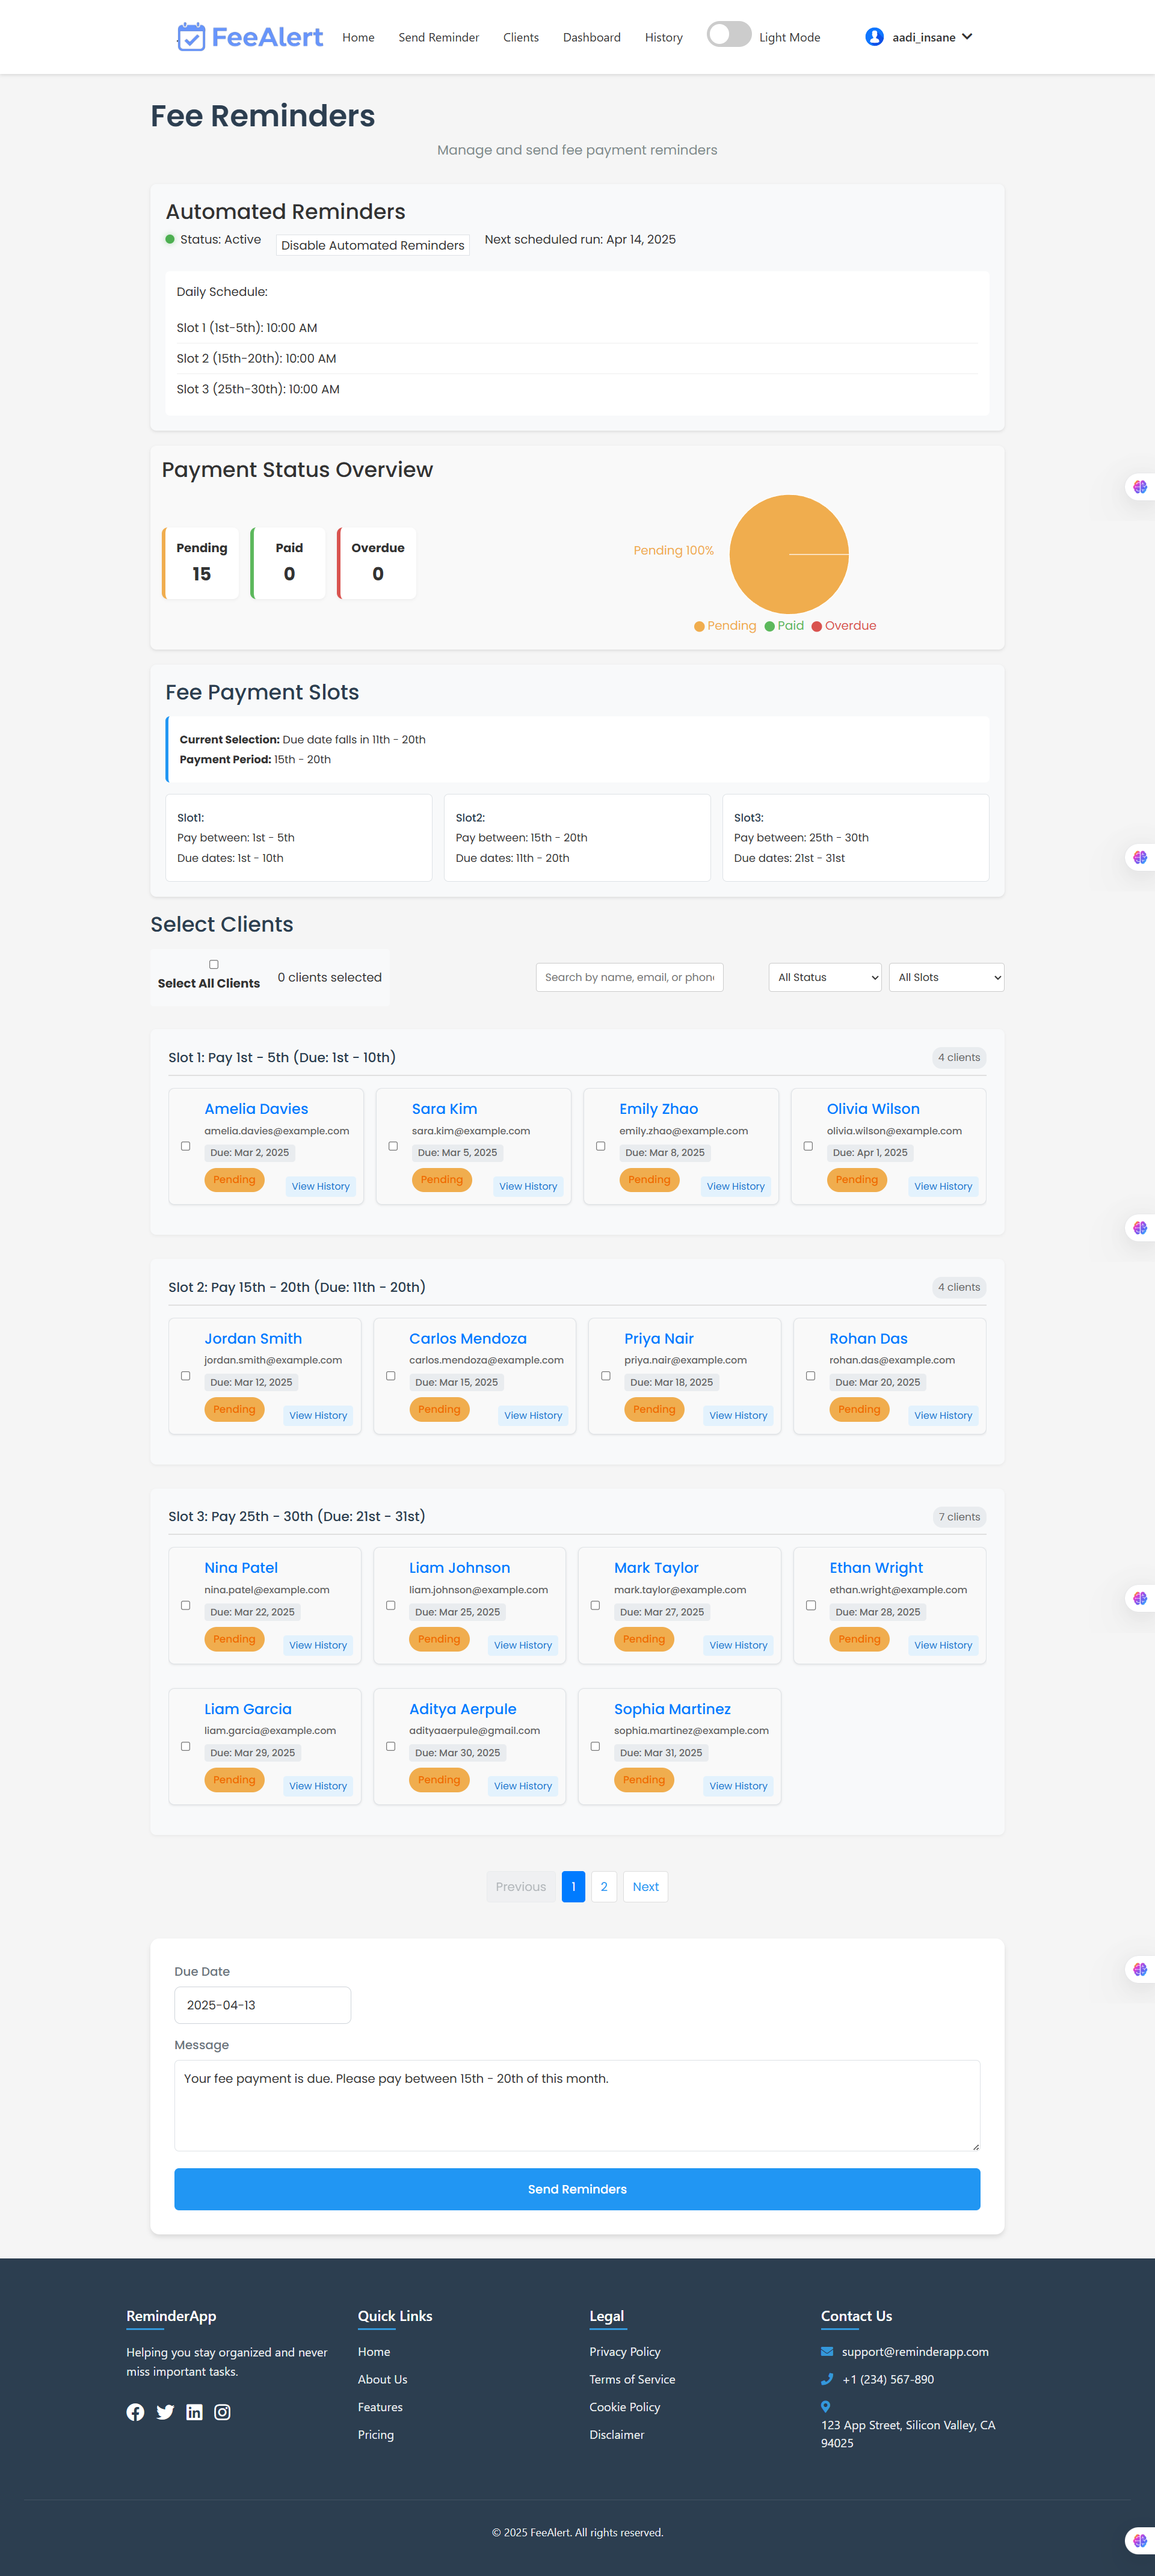 FeeAlert
Home
Send Reminder
Clients
Dashboard
History
Light Mode
aadi_insane
Fee Reminders
Manage and send fee payment reminders
Automated Reminders
Status: Active
Disable Automated Reminders
Next scheduled run: Apr 14, 2025
Daily Schedule:
Slot 1 (1st-5th): 10:00 AM
Slot 2 (15th-20th): 10:00 AM
Slot 3 (25th-30th): 10:00 AM
Payment Status Overview
Pending
15
Paid
0
Overdue
0
Pending 100%
Pending
Paid
Overdue
Fee Payment Slots
Current Selection: Due date falls in 11th - 20th
Payment Period: 15th - 20th
Slot1:
Pay between: 1st - 5th
Due dates: 1st - 10th
Slot2:
Pay between: 15th - 20th
Due dates: 11th - 20th
Slot3:
Pay between: 25th - 30th
Due dates: 21st - 31st
Select Clients
Select All Clients
0 clients selected
Search by name, email, or phon
All Status
All Slots
Slot 1: Pay 1st - 5th (Due: 1st - 10th)
4 clients
Amelia Davies
amelia.davies@example.com
Due: Mar 2, 2025
Pending
View History
Sara Kim
sara.kim@example.com
Due: Mar 5, 2025
Pending
View History
Emily Zhao
emily.zhao@example.com
Due: Mar 8, 2025
Pending
View History
Olivia Wilson
olivia.wilson@example.com
Due: Apr 1, 2025
Pending
View History
Slot 2: Pay 15th - 20th (Due: 11th - 20th)
4 clients
Jordan Smith
jordan.smith@example.com
Due: Mar 12, 2025
Pending
View History
Carlos Mendoza
carlos.mendoza@example.com
Due: Mar 15, 2025
Pending
View History
Priya Nair
priya.nair@example.com
Due: Mar 18, 2025
Pending
View History
Rohan Das
rohan.das@example.com
Due: Mar 20, 2025
Pending
View History
Slot 3: Pay 25th - 30th (Due: 21st - 31st)
7 clients
Nina Patel
nina.patel@example.com
Due: Mar 22, 2025
Pending
View History
Liam Johnson
liam.johnson@example.com
Due: Mar 25, 2025
Pending
View History
Mark Taylor
mark.taylor@example.com
Due: Mar 27, 2025
Pending
View History
Ethan Wright
ethan.wright@example.com
Due: Mar 28, 2025
Pending
View History
Liam Garcia
liam.garcia@example.com
Due: Mar 29, 2025
Pending
View History
Aditya Aerpule
adityaaerpule@gmail.com
Due: Mar 30, 2025
Pending
View History
Sophia Martinez
sophia.martinez@example.com
Due: Mar 31, 2025
Pending
View History
Previous
1
2
Next
Due Date
2025-04-13
Message
Your fee payment is due. Please pay between 15th - 20th of this month.
Send Reminders
ReminderApp
Helping you stay organized and never
miss important tasks.
Quick Links
Home
About Us
Features
Pricing
Legal
Privacy Policy
Terms of Service
Cookie Policy
Disclaimer
Contact Us
support@reminderapp.com
+1 (234) 567-890
123 App Street, Silicon Valley, CA
94025
© 2025 FeeAlert. All rights reserved.